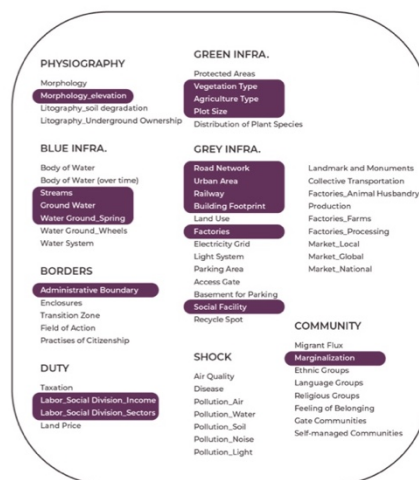 PHYSIOGRAPHY
Morphology
Morphology_elevation
Litography_soil degradation
Litography_Underground Ownership
GREEN INFRA.
Protected Areas
Vegetation Type
Agriculture Type
Plot Size
Distribution of Plant Species
BLUE INFRA.
Body of Water
Body of Water (over time)
Streams
Ground Water
Water Ground_Spring
Water Ground_Wheels
Water System
GREY INFRA.
Road Network
Urban Area
Railway
Building Footprint
Land Use
Factories
Electricity Grid
Light System
Parking Area
Access Gate
Basement for Parking
Social Facility
Recycle Spot
Landmark and Monuments
Collective Transportation
Factories_Animal Husbandry
Production
Factories_Farms
Factories_Processing
Market_Local
Market_Global
Market_National
BORDERS
Administrative Boundary
Enclosures
Transition Zone
Field of Action
Practises of Citizenship
DUTY
Taxation
Labor_Social Division_Income
Labor_Social Division_Sectors
Land Price
SHOCK
Air Quality
Disease
Pollution_Air
Pollution_Water
Pollution_Soil
Pollution_Noise
Pollution_Light
COMMUNITY
Migrant Flux
Marginalization
Ethnic Groups
Language Groups
Religious Groups
Feeling of Belonging
Gate Communities
Self-managed Communities